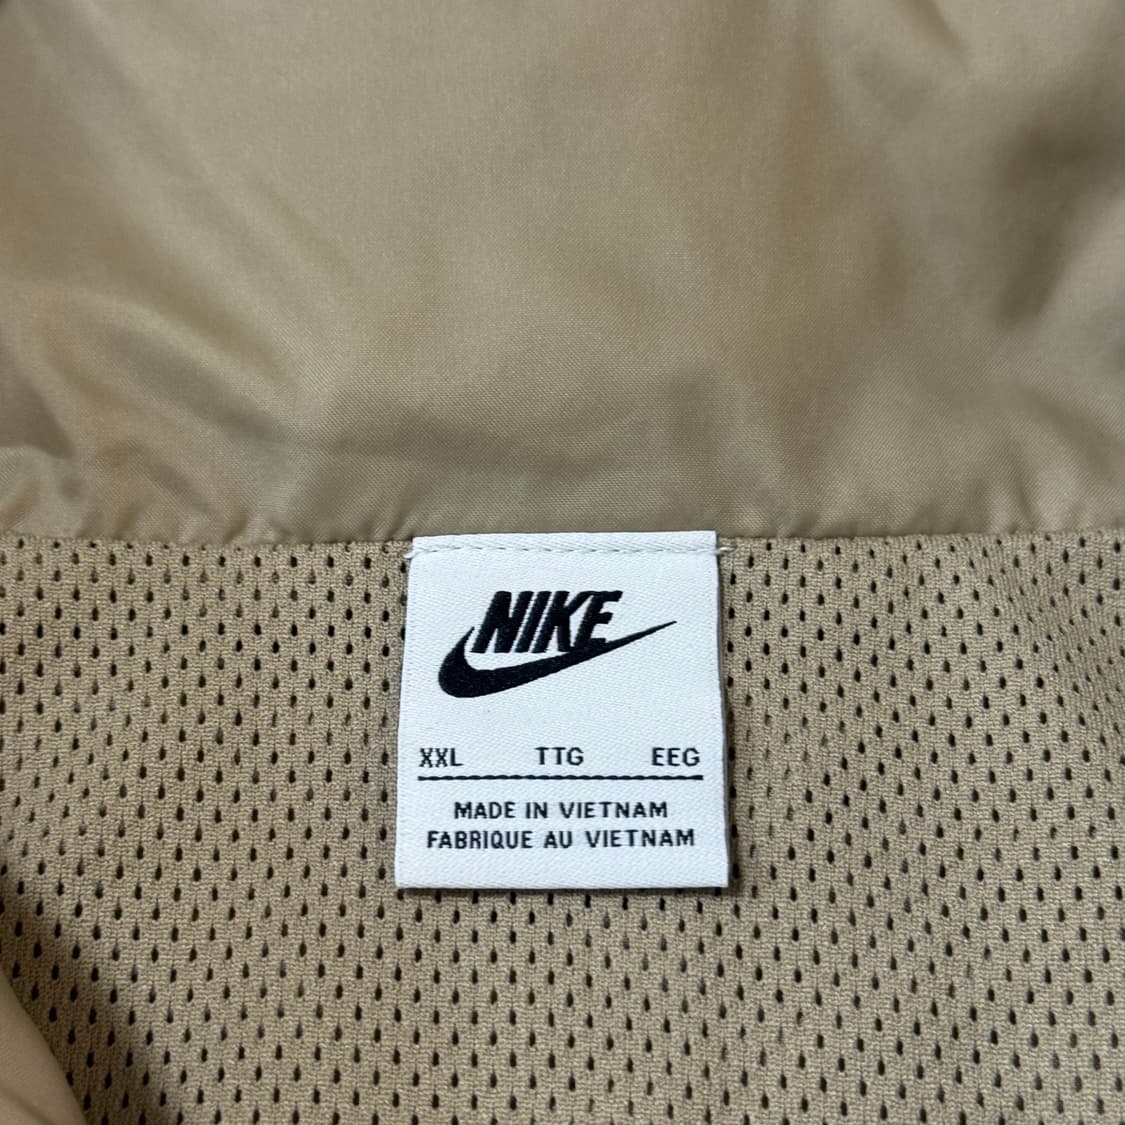 NIKE
XXL TTG EEG
MADE IN VIETNAM
FABRIQUE AU VIETNAM